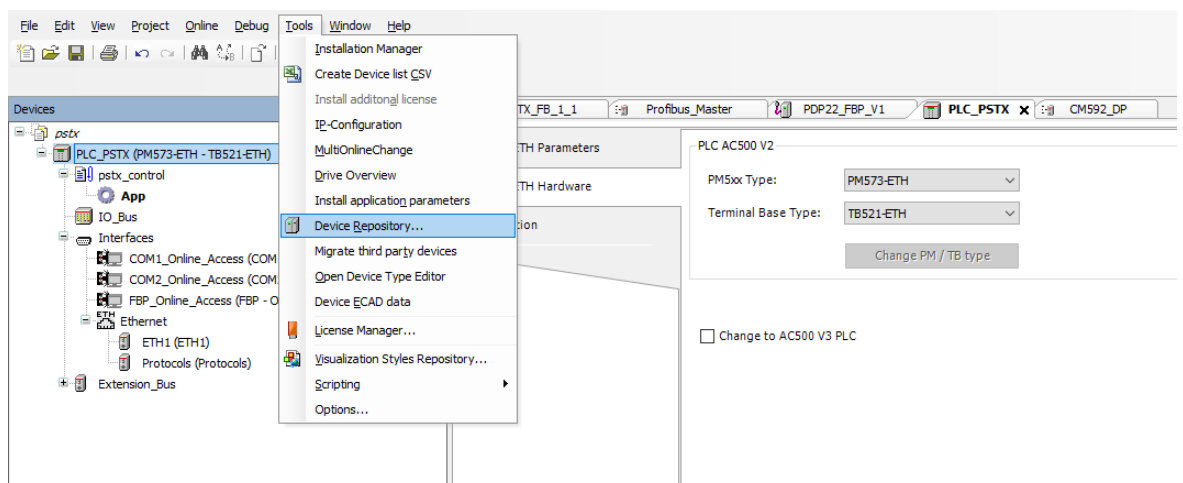 File Edit View Project Online Debug Tools Window Help
Installation Manager
Create Device list CSV
Install additonal license
IP-Configuration
MultiOnlineChange
Drive Overview
Install application parameters
Device Repository...
Migrate third party devices
Open Device Type Editor
Device ECAD data
License Manager...
Visualization Styles Repository...
Scripting
Options...
Devices
pstx
PLC_PSTX (PM573-ETH - TB521-ETH)
pstx_control
App
IO_Bus
Interfaces
COM1_Online_Access (COM
COM2_Online_Access (COM
FBP_Online_Access (FBP - O
ETH
Ethernet
ETH1 (ETH1)
Protocols (Protocols)
Extension_Bus
TX_FB_1_1 Profibus_Master PDP22_FBP_V1 PLC_PSTX X CM592_DP
TH Parameters
TH Hardware
tion
PLC AC500 V2
PM5xx Type: PM573-ETH
Terminal Base Type: TB521-ETH
Change PM / TB type
Change to AC500 V3 PLC